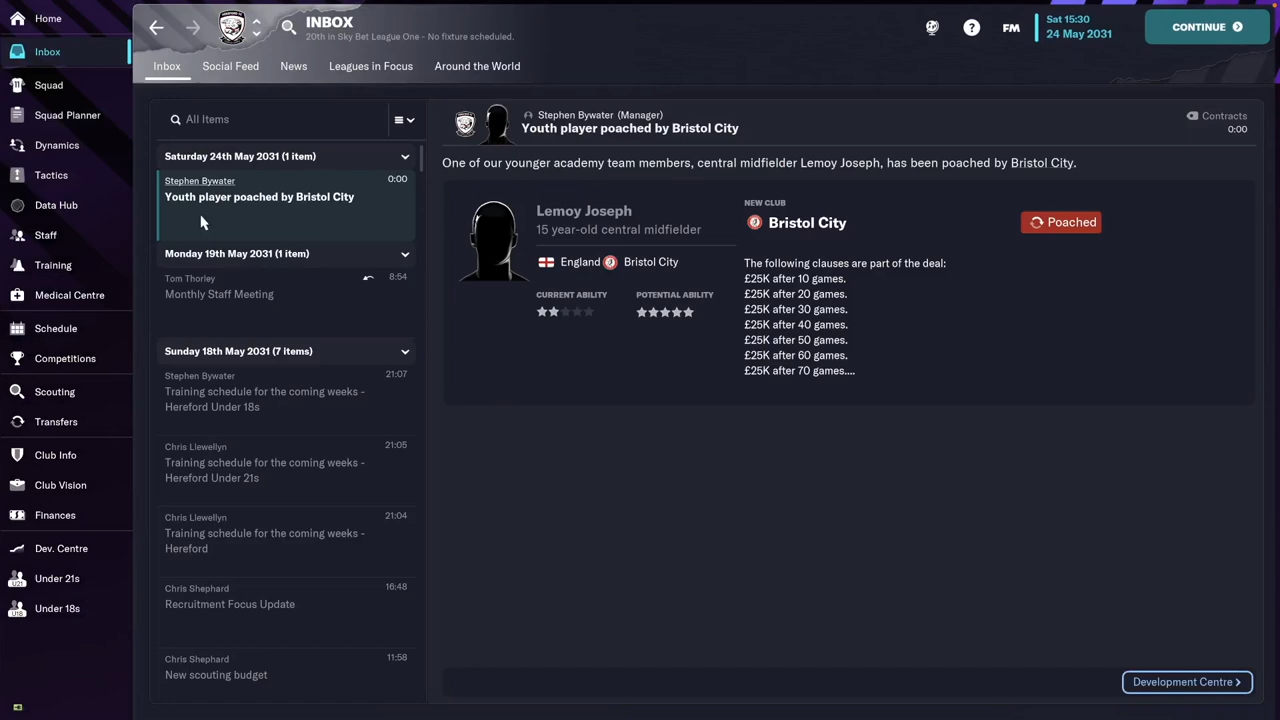 Home
Inbox
Squad
Squad Planner
Dynamics
Tactics
Data Hub
Staff
Training
Medical Centre
Schedule
Competitions
Scouting
Transfers
Club Info
Club Vision
Finances
Dev. Centre
U21 Under 21s
U18 Under 18s
INBOX
20th in Sky Bet League One - No fixture scheduled.
? FM
Sat 15:30
24 May 2031
CONTINUE
Inbox Social Feed News Leagues in Focus Around the World
All Items
Saturday 24th May 2031 (1 item)
Stephen Bywater 0:00
Youth player poached by Bristol City
Monday 19th May 2031 (1 item)
Tom Thorley 8:54
Monthly Staff Meeting
Sunday 18th May 2031 (7 items)
Stephen Bywater 21:07
Training schedule for the coming weeks -
Hereford Under 18s
Chris Llewellyn 21:05
Training schedule for the coming weeks -
Hereford Under 21s
Chris Llewellyn 21:04
Training schedule for the coming weeks -
Hereford
Chris Shephard 16:48
Recruitment Focus Update
Chris Shephard 11:58
New scouting budget
Stephen Bywater (Manager)
Youth player poached by Bristol City
Contracts
0:00
One of our younger academy team members, central midfielder Lemoy Joseph, has been poached by Bristol City.
Lemoy Joseph
15 year-old central midfielder
England Bristol City
CURRENT ABILITY POTENTIAL ABILITY
NEW CLUB
Bristol City
Poached
The following clauses are part of the deal:
£25K after 10 games.
£25K after 20 games.
£25K after 30 games.
£25K after 40 games.
£25K after 50 games.
£25K after 60 games.
£25K after 70 games....
Development Centre